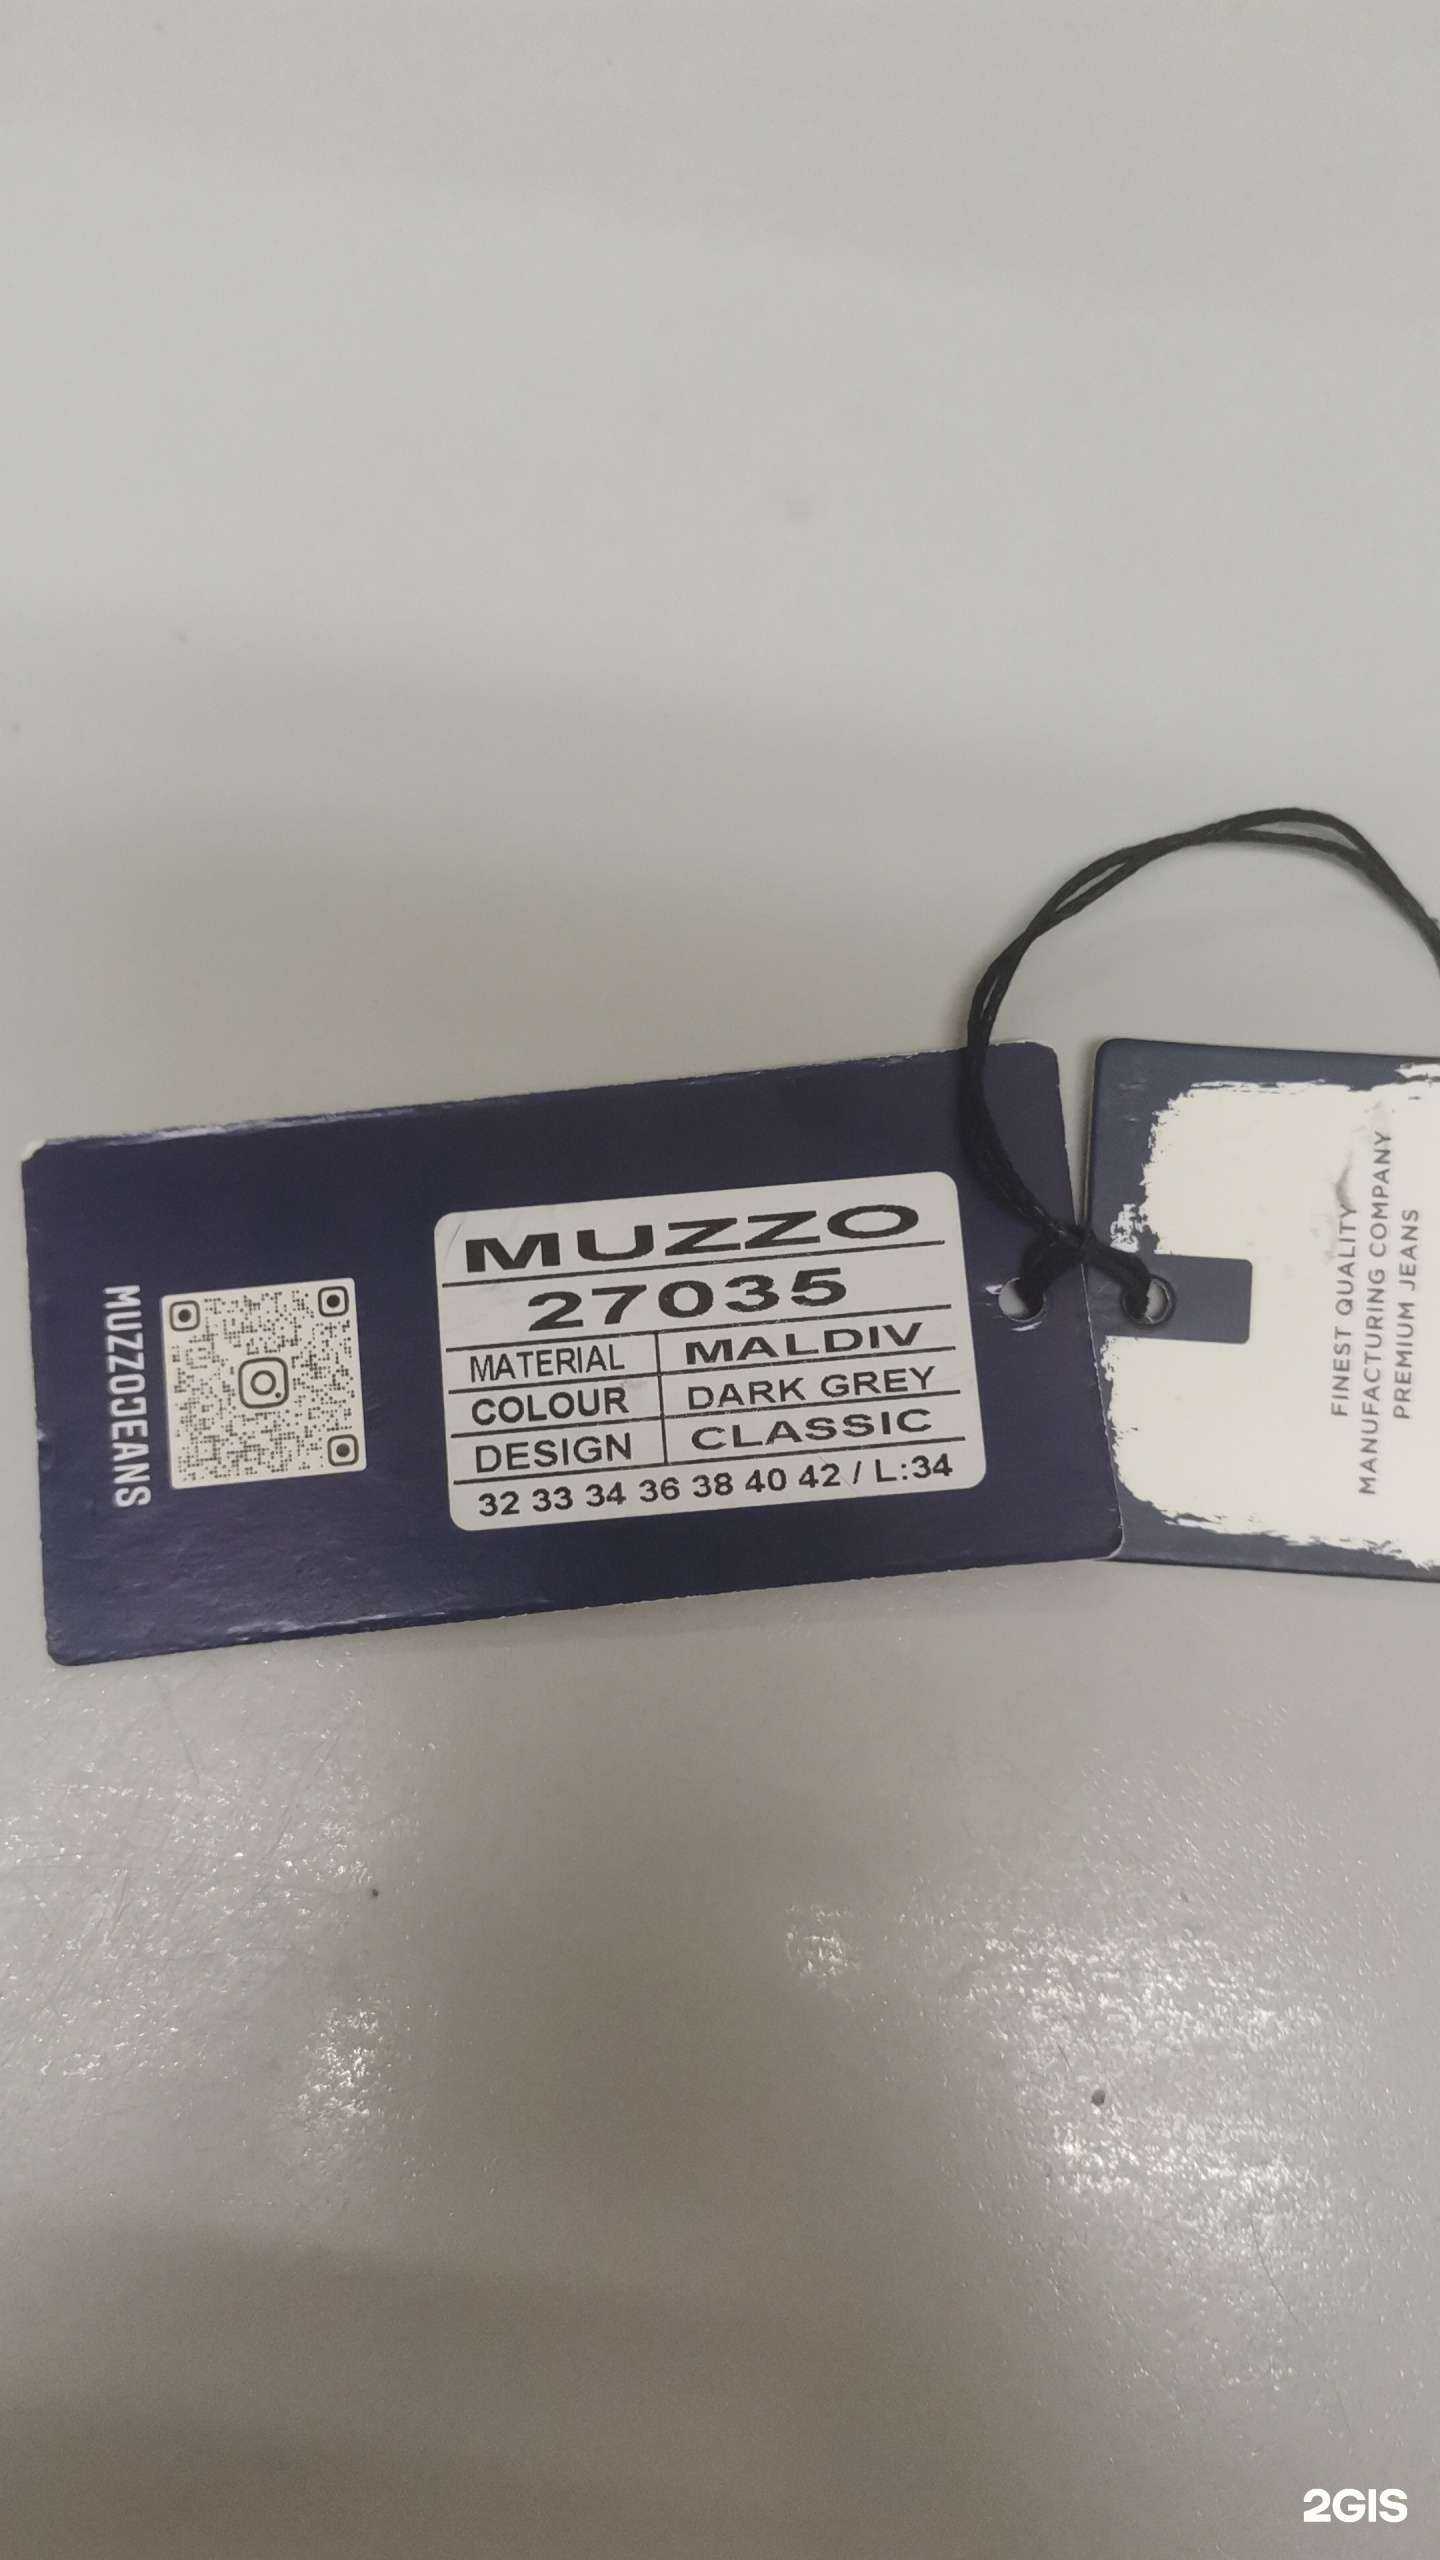 MUZZO
27035
MATERIAL MALDIV
COLOUR DARK GREY
DESIGN CLASSIC
32 33 34 36 38 40 42 / L:34
MUZZOJEANS
FINEST QUALITY
MANUFACTURING COMPANY
PREMIUM JEANS
2GIS